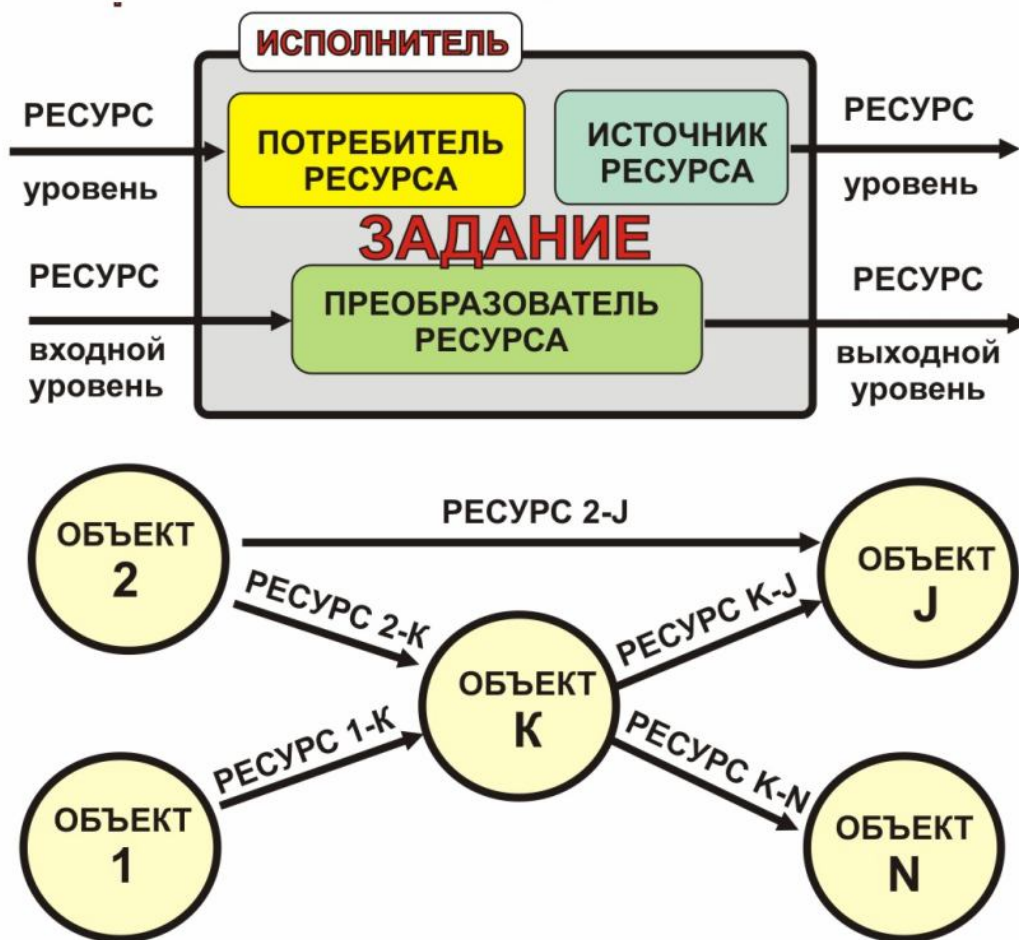 ИСПОЛНИТЕЛЬ
РЕСУРС
уровень
ПОТРЕБИТЕЛЬ
РЕСУРСА
ИСТОЧНИК
РЕСУРСА
РЕСУРС
уровень
ЗАДАНИЕ
РЕСУРС
входной
уровень
ПРЕОБРАЗОВАТЕЛЬ
РЕСУРСА
РЕСУРС
выходной
уровень
ОБЪЕКТ
2
РЕСУРС 2-J
ОБЪЕКТ
J
РЕСУРС 2-К
РЕСУРС К-J
ОБЪЕКТ
К
РЕСУРС 1-К
РЕСУРС К-N
ОБЪЕКТ
1
ОБЪЕКТ
N